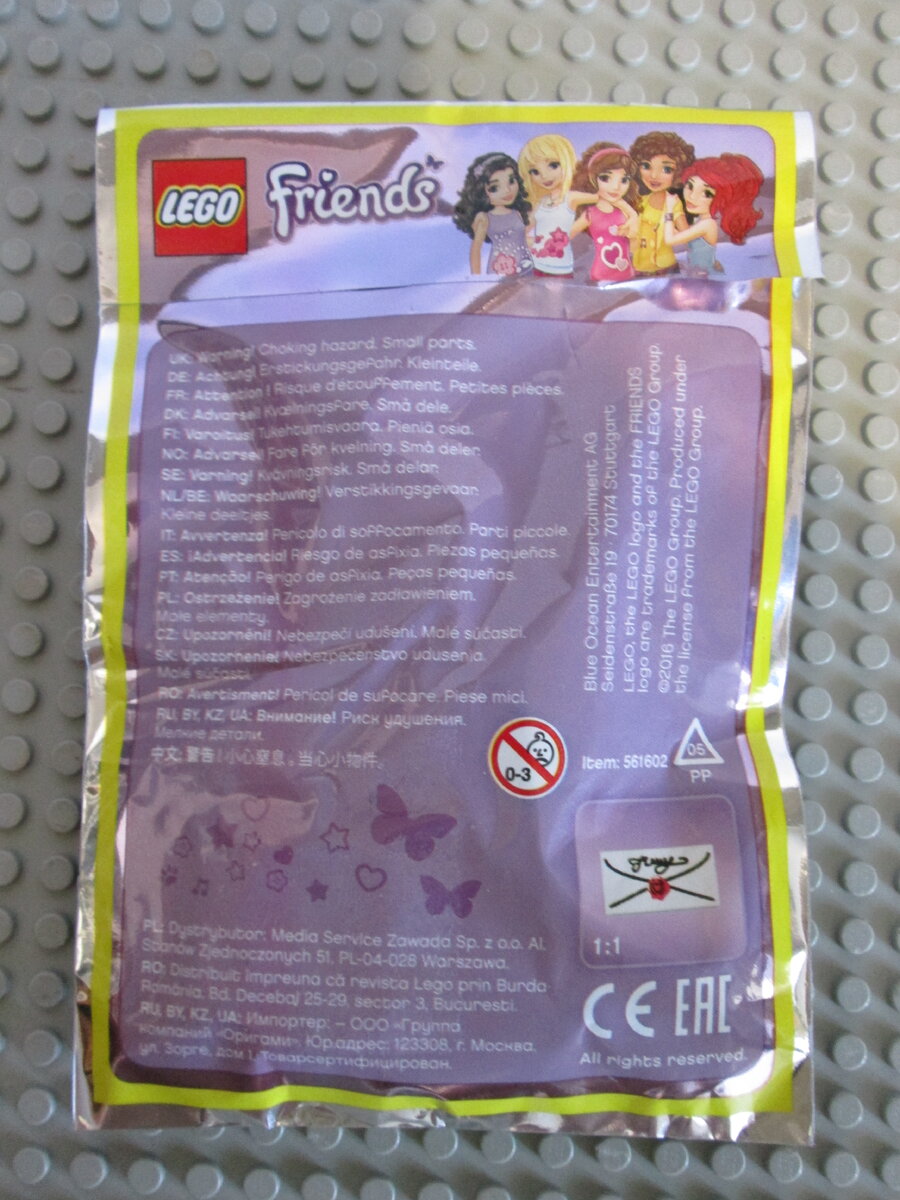 LEGO
friends
UK: Warning! Choking hazard. Small parts.
DE: Achtung! Erstickungsgefahr. Kleinteile.
FR: Attention ! Risque d'étouffement. Petites pièces.
DK: Advarsel! Kvælningsfare. Små dele.
FI: Varoitus! Tukehtumisvaara. Pieniä osia.
NO: Advarsel! Fare for kvelning. Små deler.
SE: Varning! Kvävningsrisk. Små delar.
NL/BE: Waarschuwing! Verstikkingsgevaar.
Kleine deeltjes.
IT: Avvertenza! Pericolo di soffocamento. Parti piccole.
ES: ¡Advertencia! Riesgo de asfixia. Piezas pequeñas.
PT: Atenção! Perigo de asfixia. Peças pequeñas.
PL: Ostrzeżenie! Zagrożenie zadławieniem.
Małe elementy.
CZ: Upozornění! Nebezpečí udušení. Malé súčasti.
SK: Upozornenie! Nebezpečenstvo udusenia.
Malé súčasti.
RO: Avertisment! Pericol de sufocare. Piese mici.
RU, BY, KZ, UA: Внимание! Риск удушения.
Мелкие детали.
中文: 警告！小心窒息。当心小物件。
Blue Ocean Entertainment AG
Seidenstraße 19 70174 Stuttgart
LEGO, the LEGO logo and the FRIENDS
logo are trademarks of the LEGO Group.
©2016 The LEGO Group. Produced under
the license from the LEGO Group.
0-3
Item: 561602
05
PP
1:1
PL: Dystrybutor: Media Service Zawada Sp. z o.o. Al.
Stanów Zjednoczonych 51, PL-04-028 Warszawa.
RO: Distribuit împreună că revista Lego prin Burda
România. Bd. Decebal 25-29, sector 3, Bucuresti.
RU, BY, KZ, UA: Импортер: – ООО «Группа
компаний «Оригами». Юр.адрес: 123308, г. Москва.
ул. Зорге, дом 1. Товарсертифицирован.
CE EAC
All rights reserved.